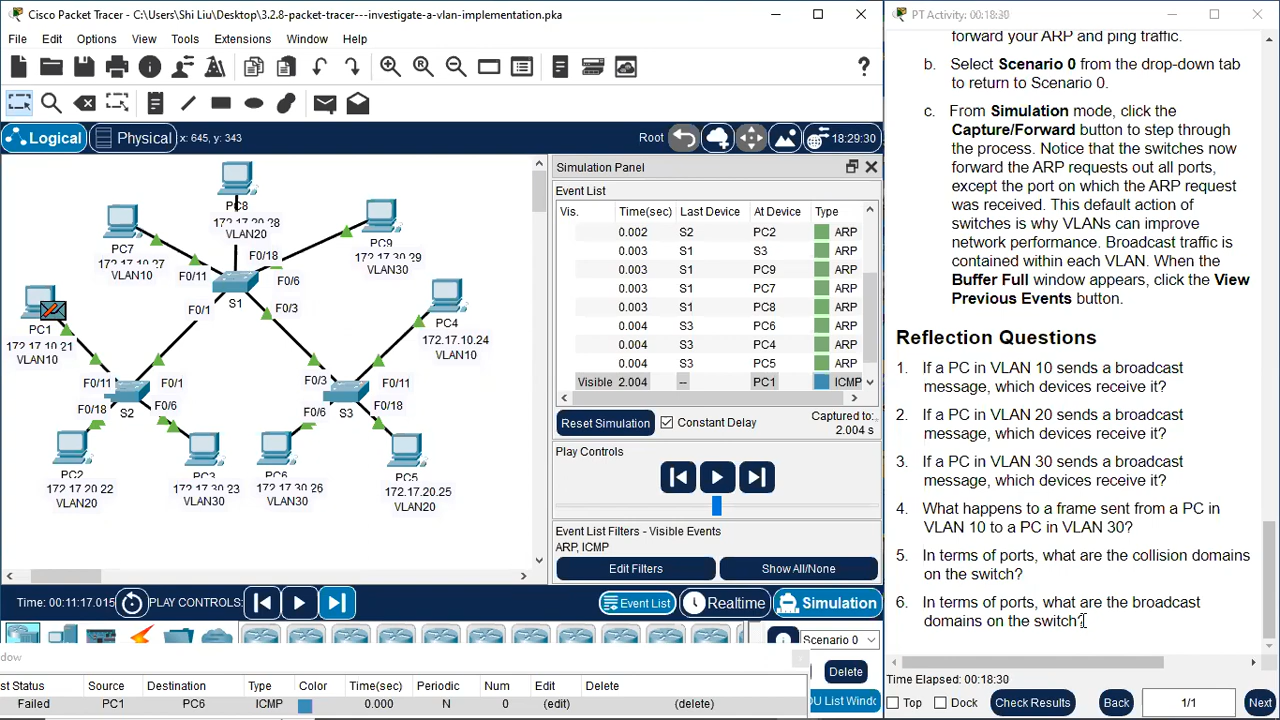 Cisco Packet Tracer - C:\Users\Shi Liu\Desktop\3.2.8-packet-tracer---investigate-a-vlan-implementation.pka
File Edit Options View Tools Extensions Window Help
Logical Physical x: 645, y: 343
Root 18:29:30
PC8
172.17.20.28
VLAN20
PC7
172.17.10.27
VLAN10
PC9
172.17.30.29
VLAN30
F0/11
F0/18
F0/6
S1
F0/1
F0/3
PC1
172.17.10.21
VLAN10
PC4
172.17.10.24
VLAN10
F0/11
F0/1
F0/18
F0/6
S2
F0/3
F0/11
F0/6
F0/18
S3
PC2
172.17.20.22
VLAN20
PC3
172.17.30.23
VLAN30
PC6
172.17.30.26
VLAN30
PC5
172.17.20.25
VLAN20
Simulation Panel
Event List
Vis. Time(sec) Last Device At Device Type
0.002 S2 PC2 ARP
0.003 S1 S3 ARP
0.003 S1 PC9 ARP
0.003 S1 PC7 ARP
0.003 S1 PC8 ARP
0.004 S3 PC6 ARP
0.004 S3 PC4 ARP
0.004 S3 PC5 ARP
Visible 2.004 -- PC1 ICMP
Reset Simulation Constant Delay
Captured to:
2.004 s
Play Controls
Event List Filters - Visible Events
ARP, ICMP
Edit Filters Show All/None
Time: 00:11:17.015 PLAY CONTROLS: Event List Realtime Simulation
Scenario 0
Delete
DU List Windo
dow
st Status Source Destination Type Color Time(sec) Periodic Num Edit Delete
Failed PC1 PC6 ICMP 0.000 N 0 (edit) (delete)
PT Activity: 00:18:30
forward your ARP and ping traffic.
b. Select Scenario 0 from the drop-down tab
to return to Scenario 0.
c. From Simulation mode, click the
Capture/Forward button to step through
the process. Notice that the switches now
forward the ARP requests out all ports,
except the port on which the ARP request
was received. This default action of
switches is why VLANs can improve
network performance. Broadcast traffic is
contained within each VLAN. When the
Buffer Full window appears, click the View
Previous Events button.
Reflection Questions
1. If a PC in VLAN 10 sends a broadcast
message, which devices receive it?
2. If a PC in VLAN 20 sends a broadcast
message, which devices receive it?
3. If a PC in VLAN 30 sends a broadcast
message, which devices receive it?
4. What happens to a frame sent from a PC in
VLAN 10 to a PC in VLAN 30?
5. In terms of ports, what are the collision domains
on the switch?
6. In terms of ports, what are the broadcast
domains on the switch?
Time Elapsed: 00:18:30
Top Dock Check Results Back 1/1 Next